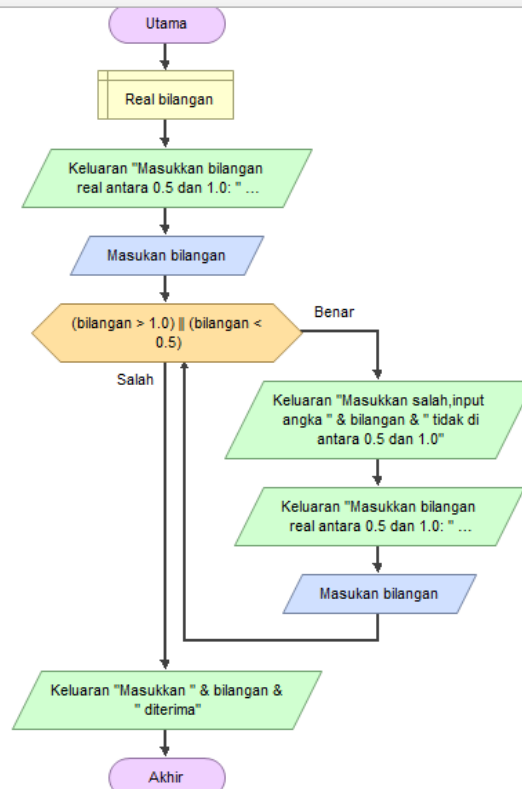 Utama
Real bilangan
Keluaran "Masukkan bilangan
real antara 0.5 dan 1.0: " ...
Masukan bilangan
(bilangan > 1.0) || (bilangan <
0.5)
Benar
Salah
Keluaran "Masukkan salah,input
angka " & bilangan & " tidak di
antara 0.5 dan 1.0"
Keluaran "Masukkan bilangan
real antara 0.5 dan 1.0: " ...
Masukan bilangan
Keluaran "Masukkan " & bilangan &
" diterima"
Akhir